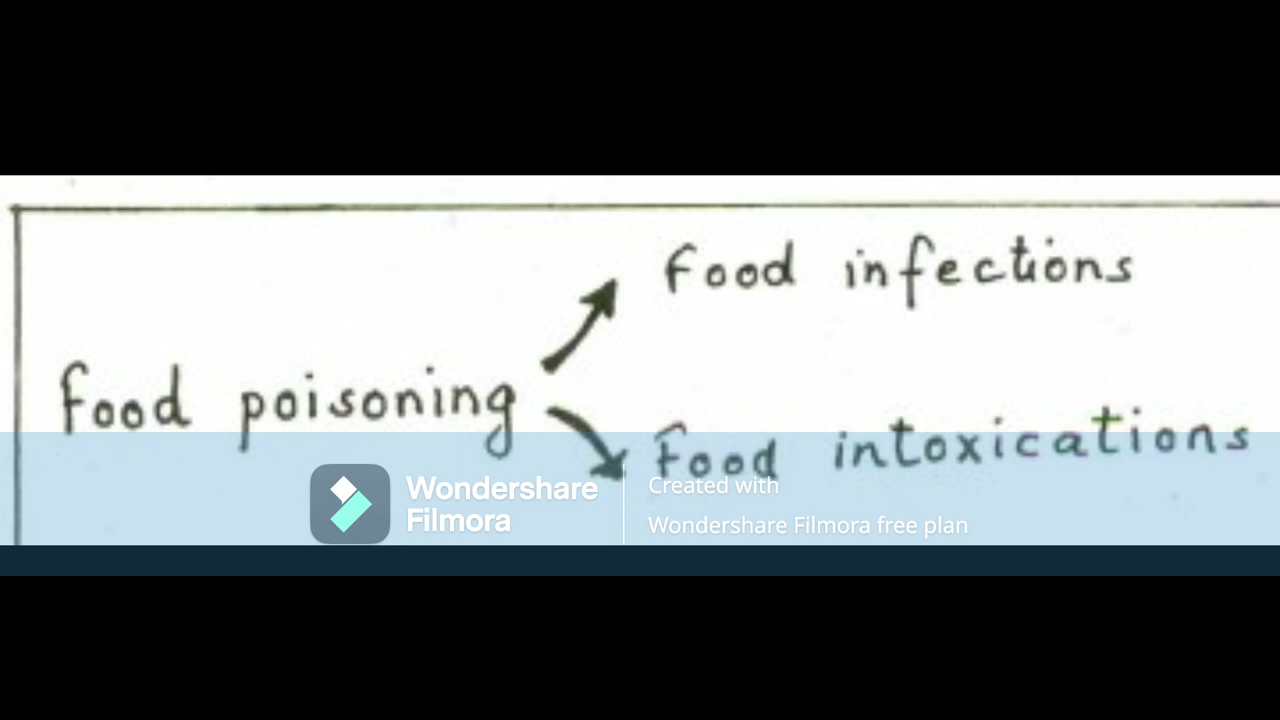 Food infections
Food poisoning
Food intoxications
Wondershare
Filmora
Created with
Wondershare Filmora free plan